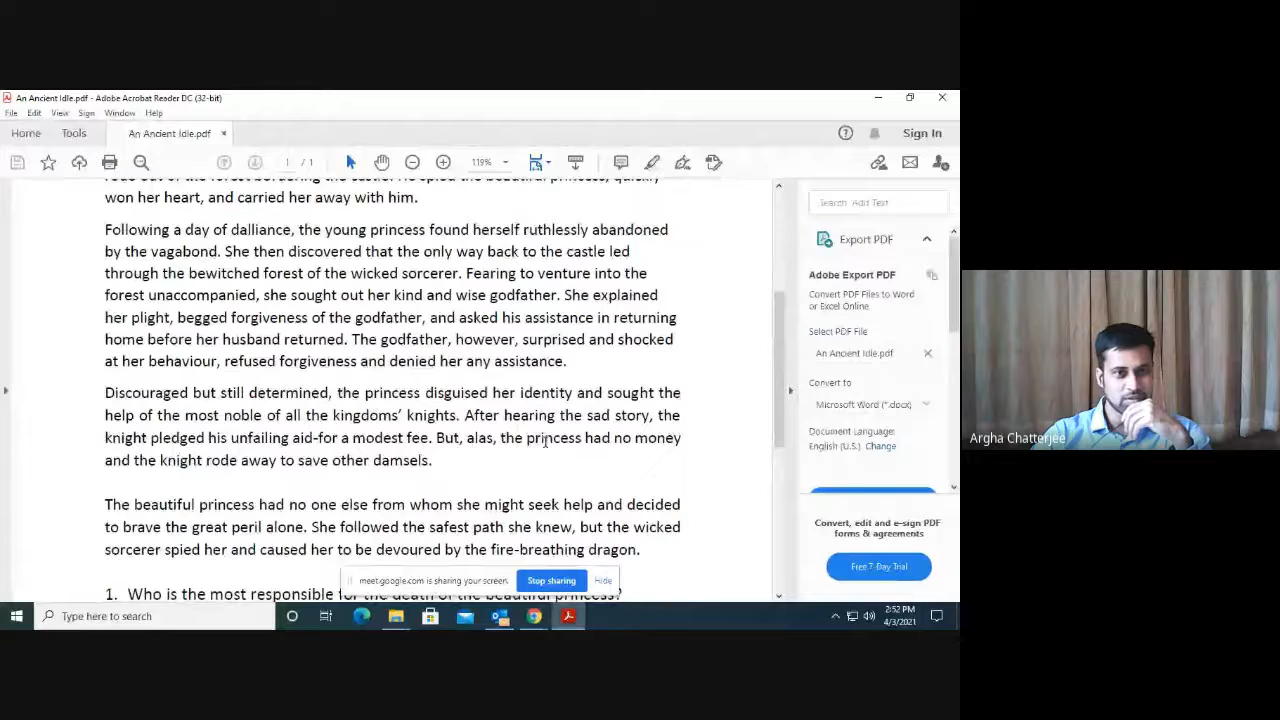 An Ancient Idle.pdf - Adobe Acrobat Reader DC (32-bit)
File Edit View Sign Window Help
Home Tools An Ancient Idle.pdf × Sign In
1 / 1 119%
won her heart, and carried her away with him.
Following a day of dalliance, the young princess found herself ruthlessly abandoned
by the vagabond. She then discovered that the only way back to the castle led
through the bewitched forest of the wicked sorcerer. Fearing to venture into the
forest unaccompanied, she sought out her kind and wise godfather. She explained
her plight, begged forgiveness of the godfather, and asked his assistance in returning
home before her husband returned. The godfather, however, surprised and shocked
at her behaviour, refused forgiveness and denied her any assistance.
Discouraged but still determined, the princess disguised her identity and sought the
help of the most noble of all the kingdoms' knights. After hearing the sad story, the
knight pledged his unfailing aid-for a modest fee. But, alas, the princess had no money
and the knight rode away to save other damsels.
The beautiful princess had no one else from whom she might seek help and decided
to brave the great peril alone. She followed the safest path she knew, but the wicked
sorcerer spied her and caused her to be devoured by the fire-breathing dragon.
1. Who is the most responsible for the death of the beautiful princess?
meet.google.com is sharing your screen. Stop sharing Hide
Search 'Add Text'
Export PDF
Adobe Export PDF
Convert PDF Files to Word
or Excel Online
Select PDF File
An Ancient Idle.pdf
Convert to
Microsoft Word (*.docx)
Document Language:
English (U.S.) Change
Convert, edit and e-sign PDF
forms & agreements
Free 7-Day Trial
Type here to search
2:52 PM
4/3/2021
Argha Chatterjee